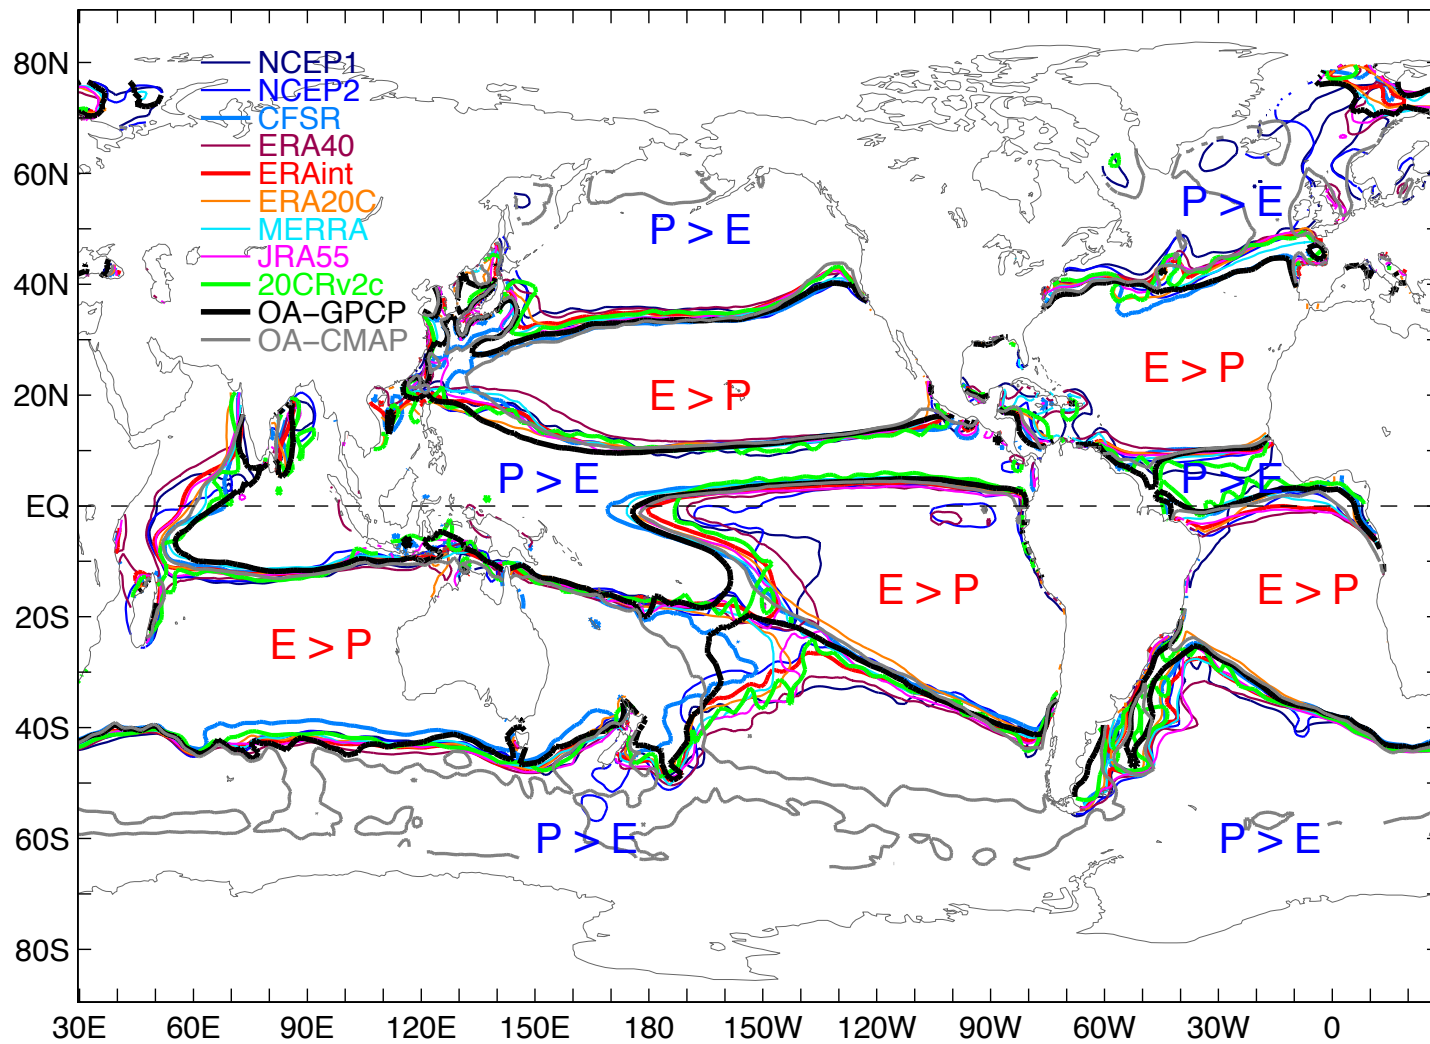 80N
60N
40N
20N
EQ
20S
40S
60S
80S
NCEP1
NCEP2
CFSR
ERA40
ERAint
ERA20C
MERRA
JRA55
20CRv2c
OA−GPCP
OA−CMAP
P > E
P > E
E > P
E > P
P > E
P > E
E > P
E > P
E > P
P > E
P > E
30E 60E 90E 120E 150E 180 150W 120W 90W 60W 30W 0